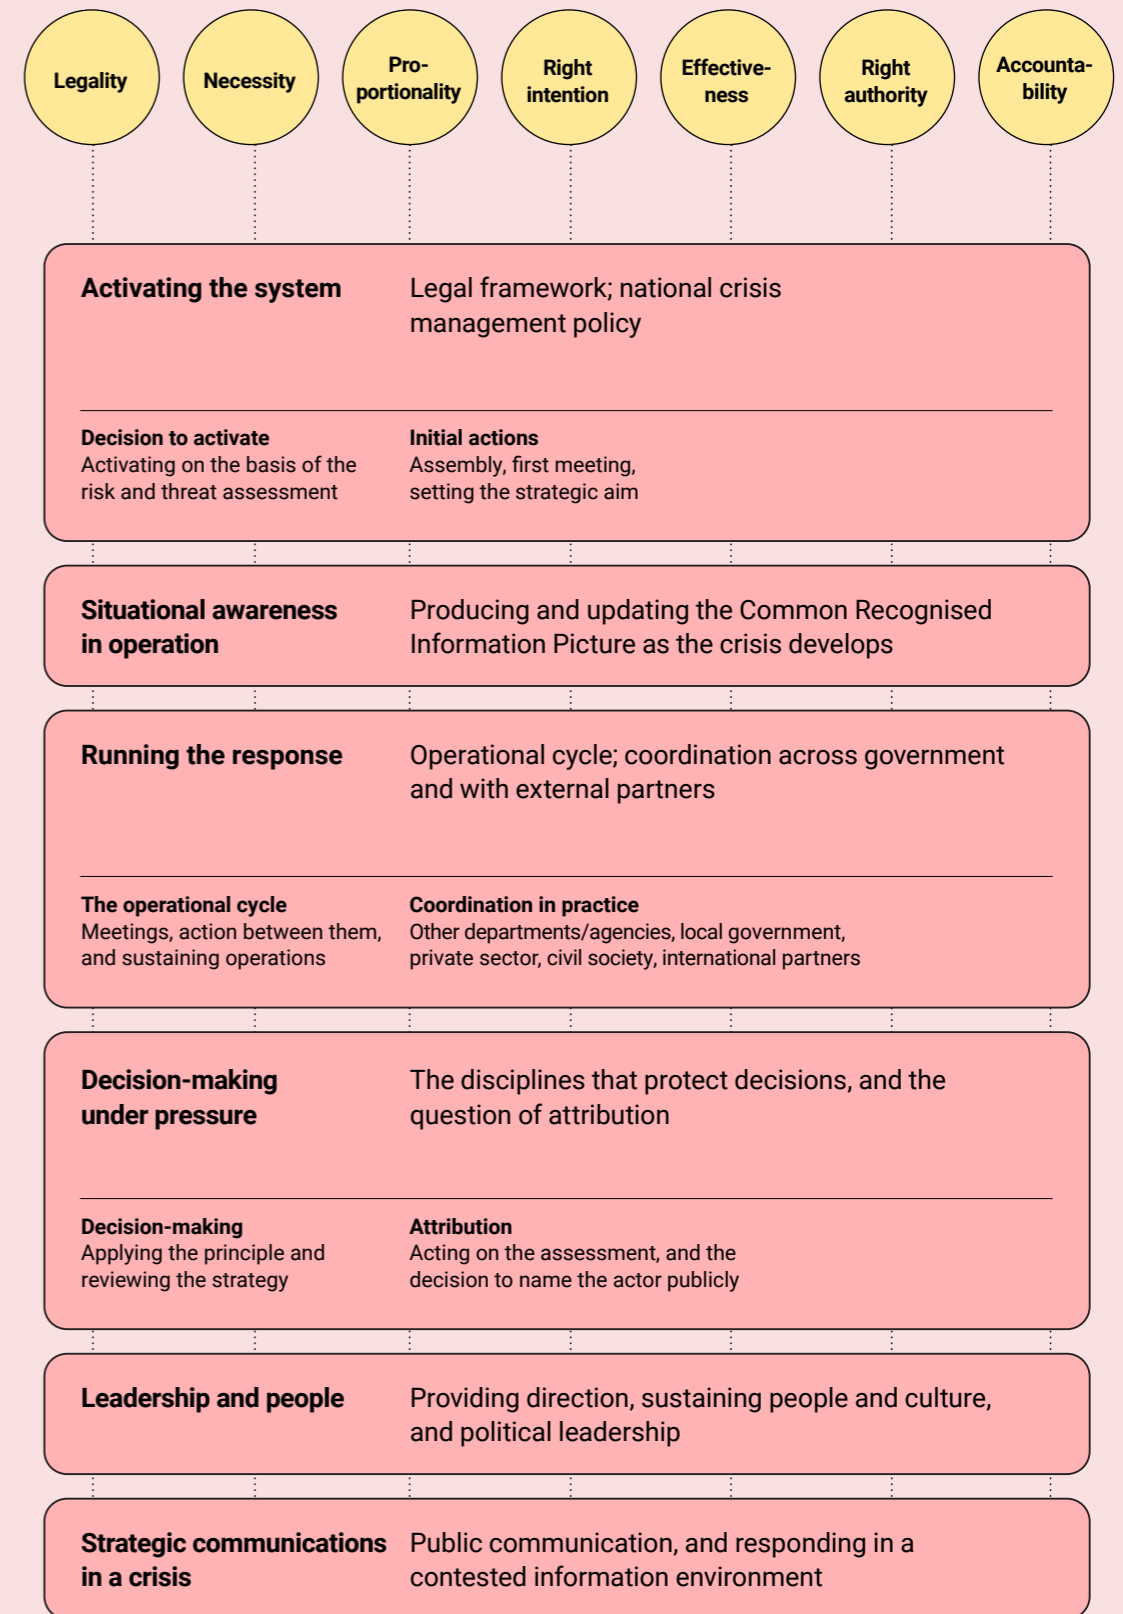 Legality
Necessity
Pro-
portionality
Right
intention
Effective-
ness
Right
authority
Accounta-
bility
Activating the system
Legal framework; national crisis
management policy
Decision to activate
Activating on the basis of the
risk and threat assessment
Initial actions
Assembly, first meeting,
setting the strategic aim
Situational awareness
in operation
Producing and updating the Common Recognised
Information Picture as the crisis develops
Running the response
Operational cycle; coordination across government
and with external partners
The operational cycle
Meetings, action between them,
and sustaining operations
Coordination in practice
Other departments/agencies, local government,
private sector, civil society, international partners
Decision-making
under pressure
The disciplines that protect decisions, and the
question of attribution
Decision-making
Applying the principle and
reviewing the strategy
Attribution
Acting on the assessment, and the
decision to name the actor publicly
Leadership and people
Providing direction, sustaining people and culture,
and political leadership
Strategic communications
in a crisis
Public communication, and responding in a
contested information environment